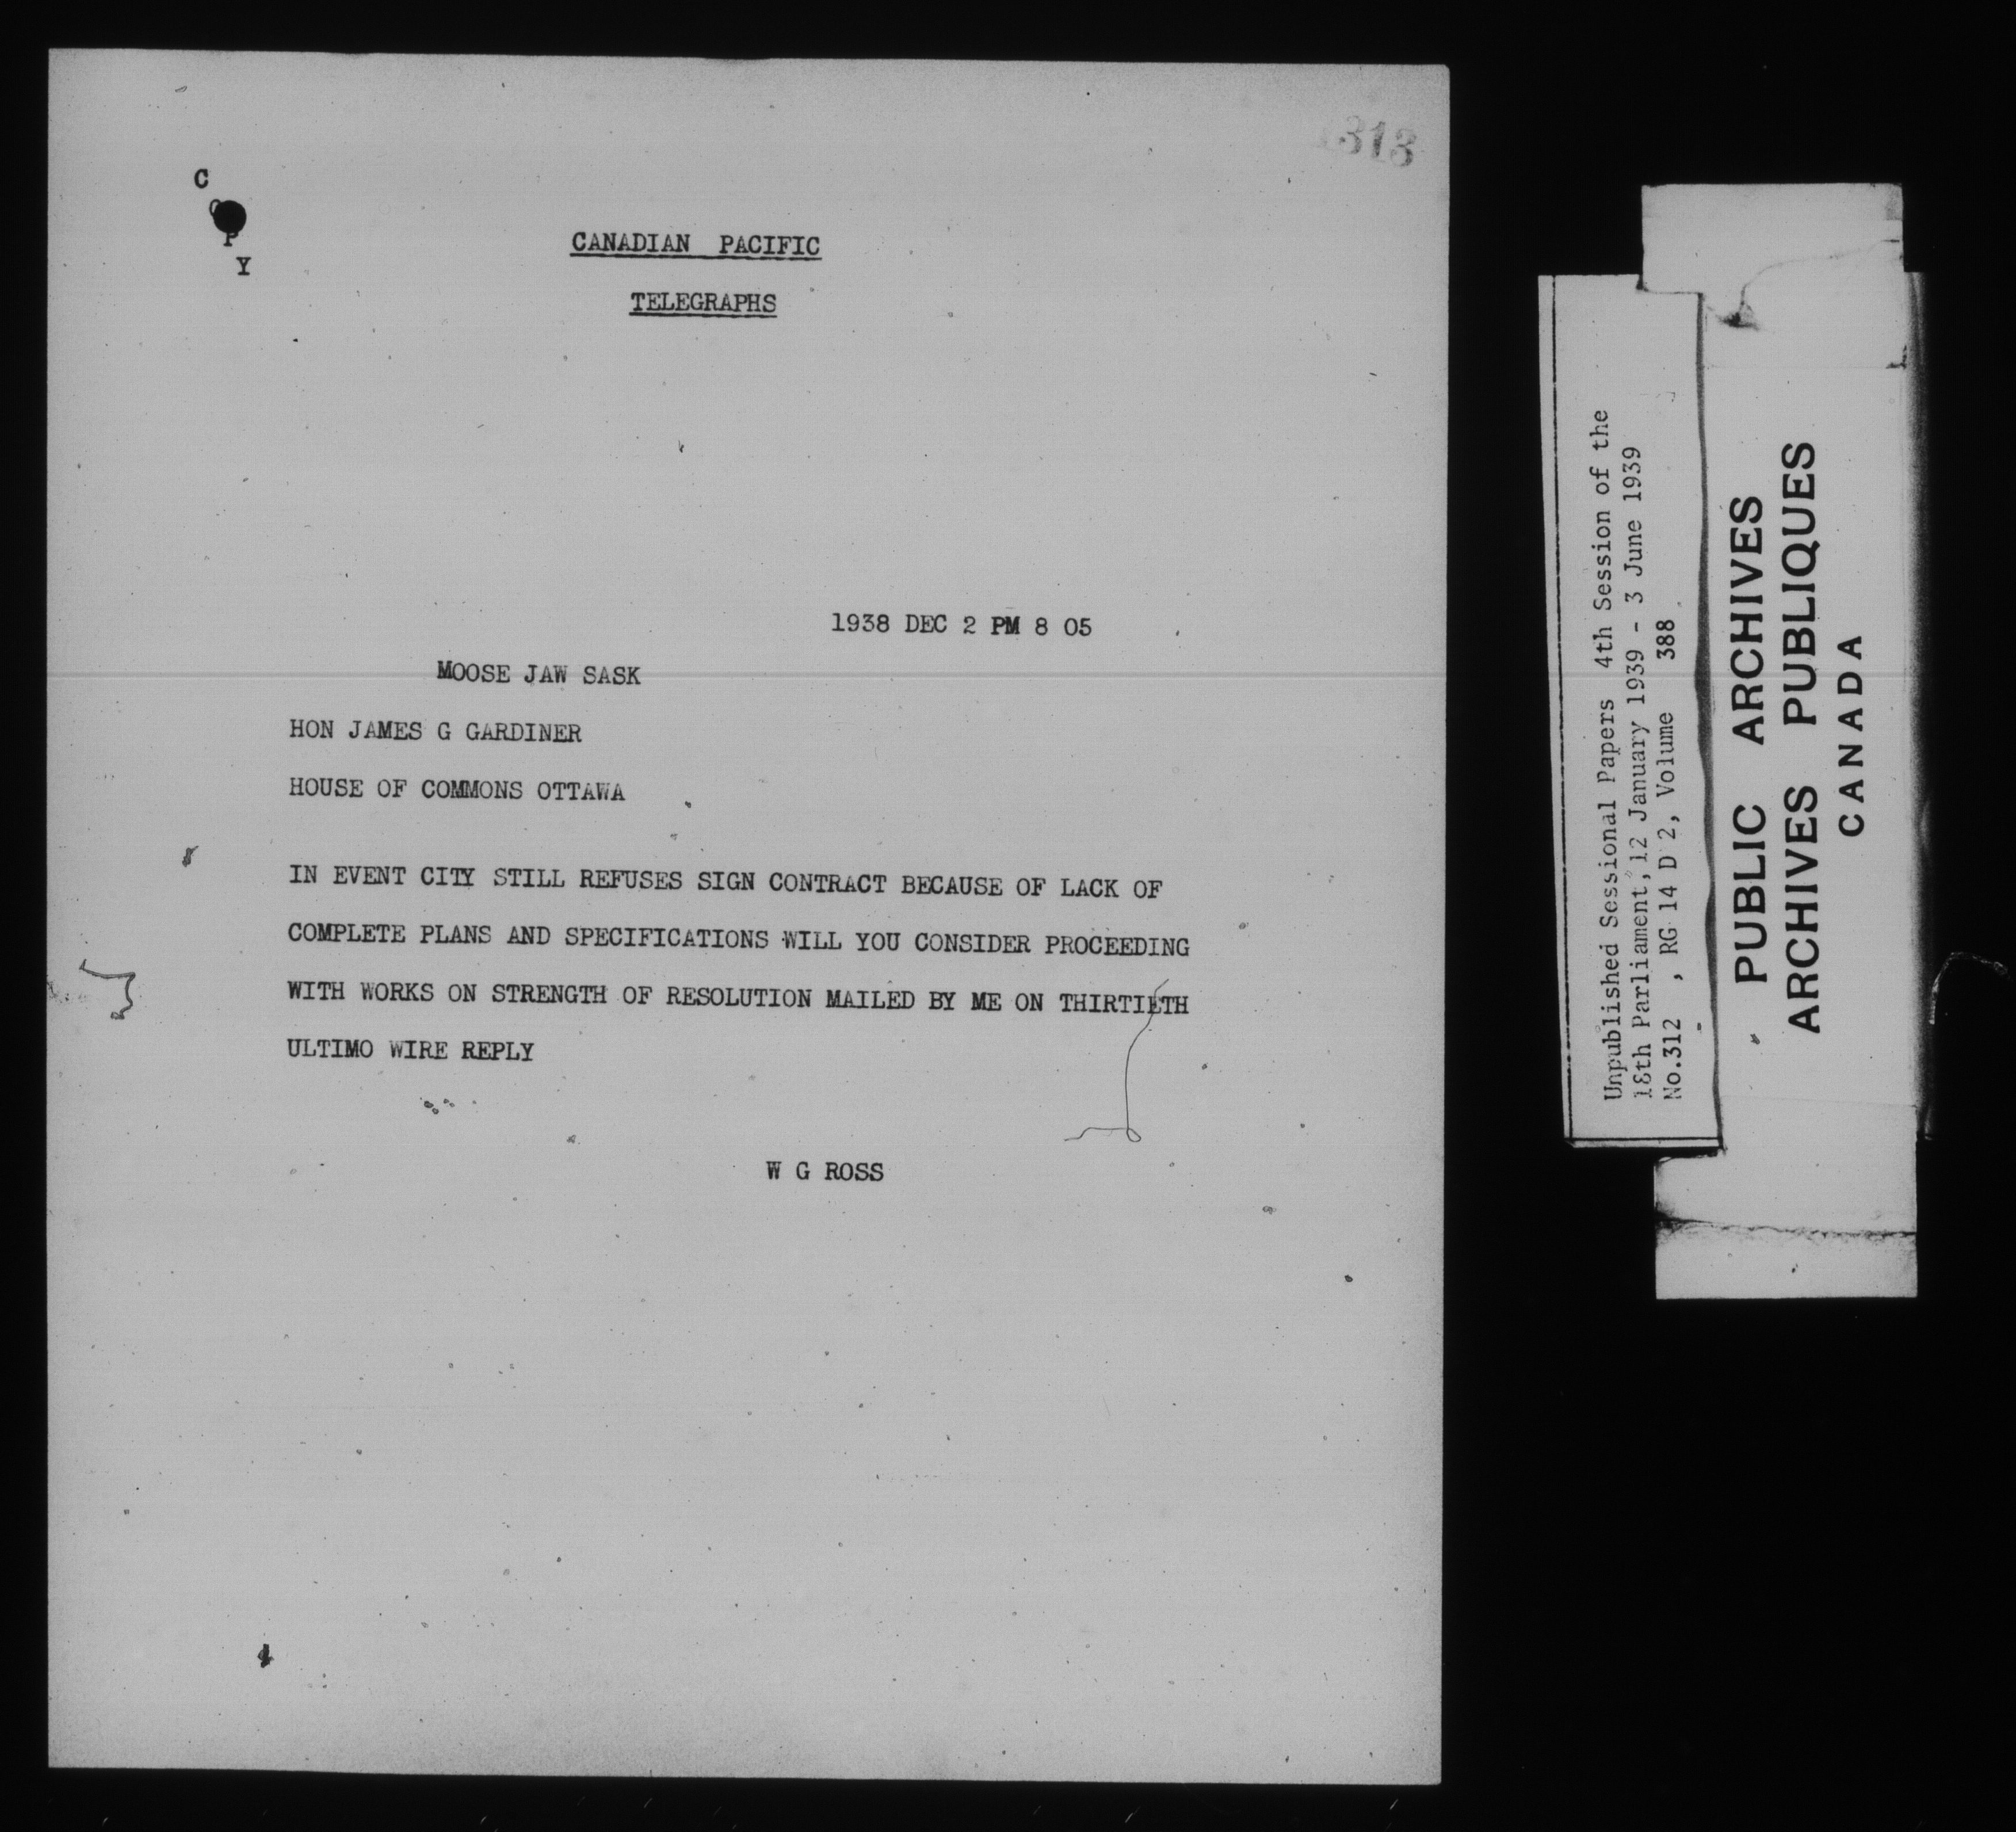 313
C
O
P
Y
CANADIAN PACIFIC
TELEGRAPHS
1938 DEC 2 PM 8 05
MOOSE JAW SASK
HON JAMES G GARDINER
HOUSE OF COMMONS OTTAWA
IN EVENT CITY STILL REFUSES SIGN CONTRACT BECAUSE OF LACK OF
COMPLETE PLANS AND SPECIFICATIONS WILL YOU CONSIDER PROCEEDING
WITH WORKS ON STRENGTH OF RESOLUTION MAILED BY ME ON THIRTIETH
ULTIMO WIRE REPLY
W G ROSS
Unpublished Sessional Papers 4th Session of the
18th Parliament, 12 January 1939 - 3 June 1939
No.312 , RG 14 D 2, Volume 388
PUBLIC ARCHIVES
ARCHIVES PUBLIQUES
CANADA